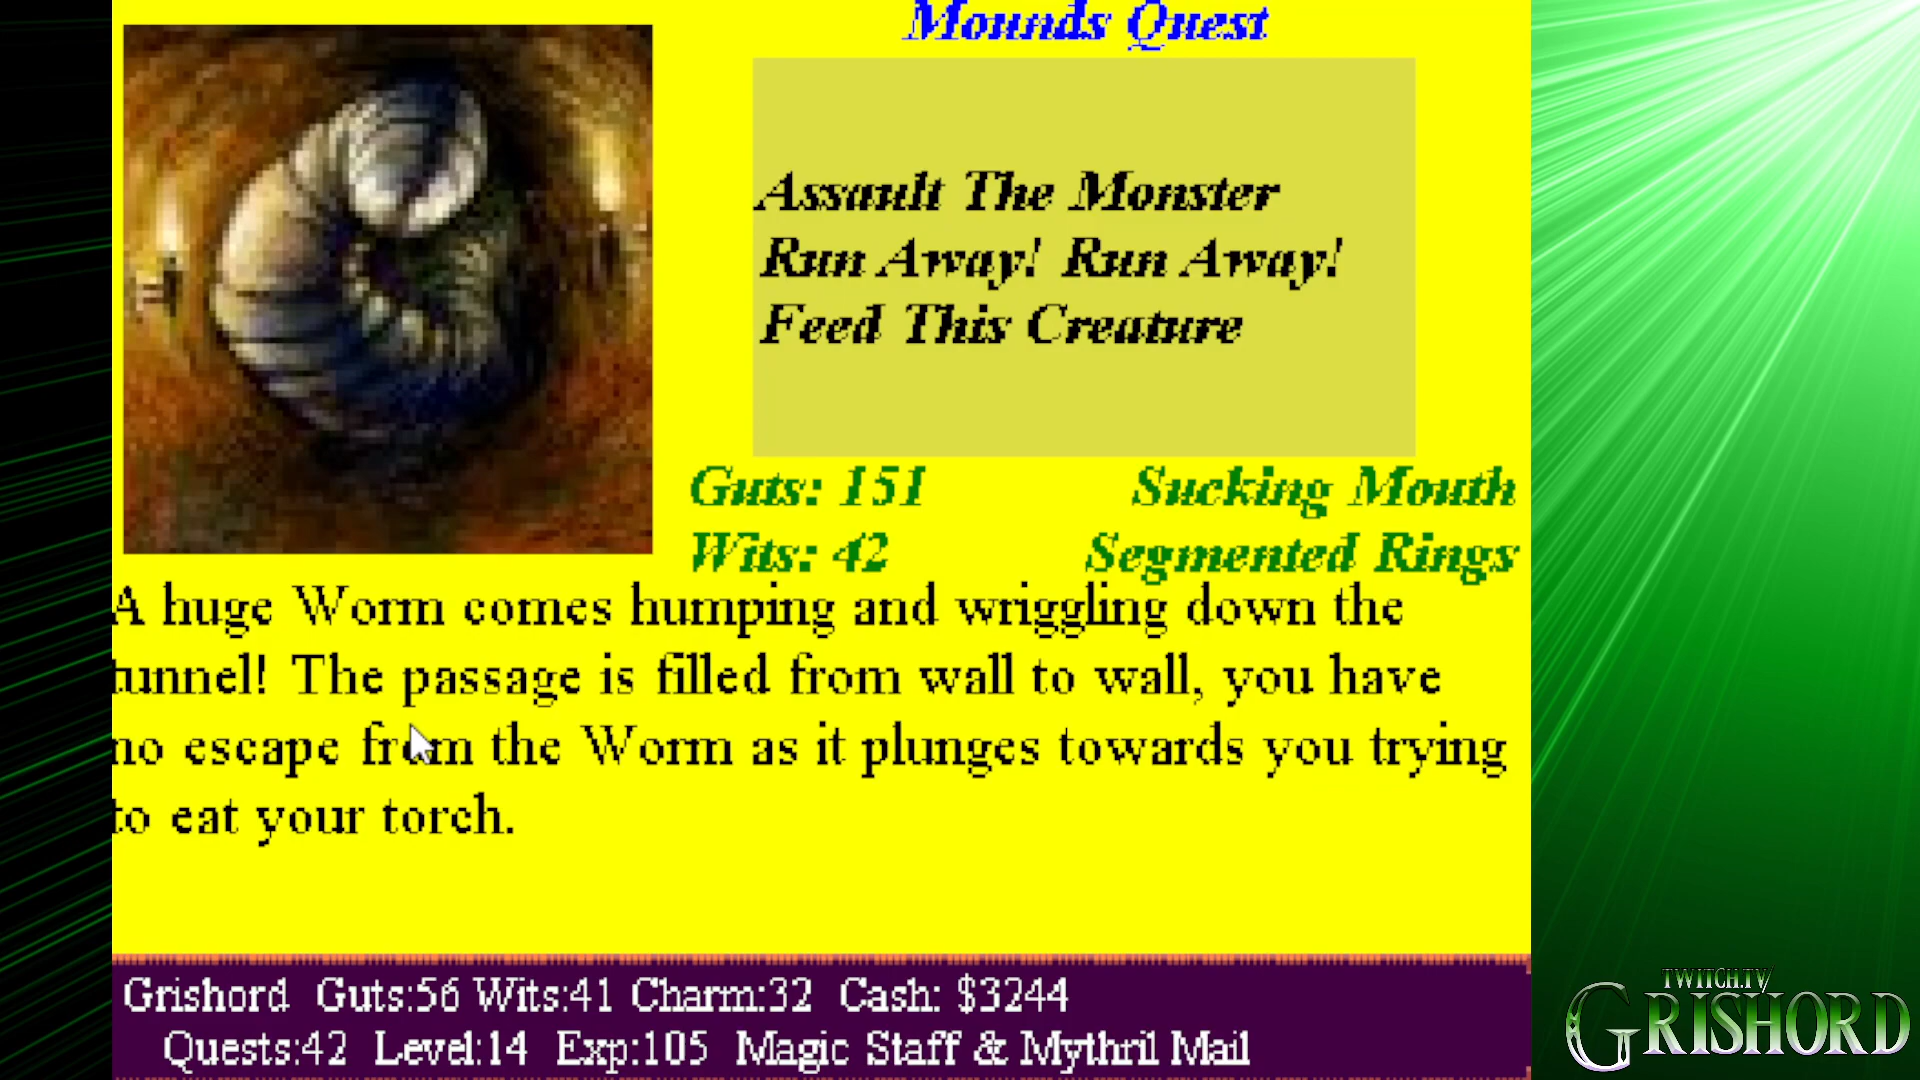 Mounds Quest
Assault The Monster
Run Away! Run Away!
Feed This Creature
Guts: 151 Sucking Mouth
Wits: 42 Segmented Rings
A huge Worm comes humping and wriggling down the
tunnel! The passage is filled from wall to wall, you have
no escape from the Worm as it plunges towards you trying
to eat your torch.
Grishord Guts:56 Wits:41 Charm:32 Cash: $3244
Quests:42 Level:14 Exp:105 Magic Staff & Mythril Mail
TWITCH.TV/
GRISHORD